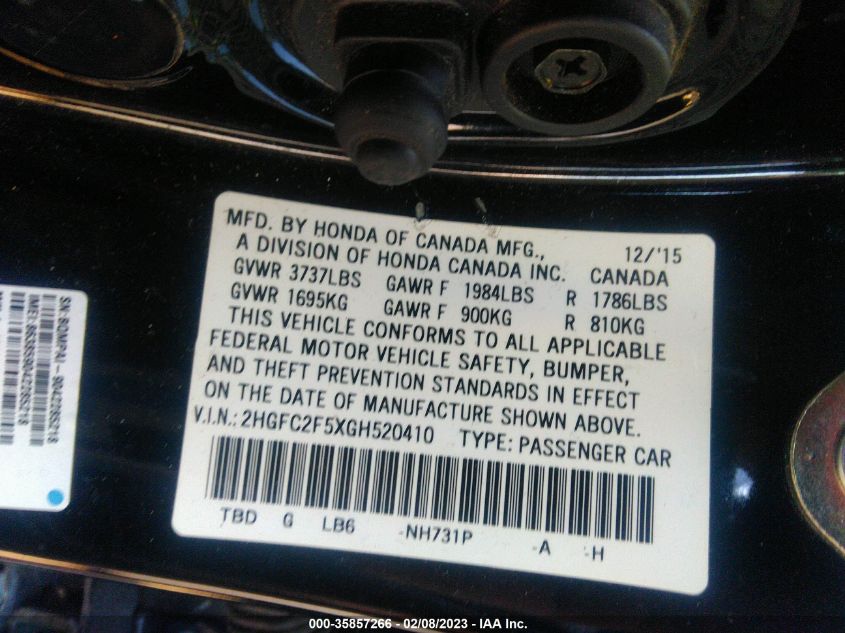 MFD. BY HONDA OF CANADA MFG., 12/'15
A DIVISION OF HONDA CANADA INC. CANADA
GVWR 3737LBS GAWR F 1984LBS R 1786LBS
GVWR 1695KG GAWR F 900KG R 810KG
THIS VEHICLE CONFORMS TO ALL APPLICABLE
FEDERAL MOTOR VEHICLE SAFETY, BUMPER,
AND THEFT PREVENTION STANDARDS IN EFFECT
ON THE DATE OF MANUFACTURE SHOWN ABOVE.
V.I.N.: 2HGFC2F5XGH520410 TYPE: PASSENGER CAR
TBD G LB6 -NH731P -A -H
SN:
IMEI:
000-35857266 - 02/08/2023 - IAA Inc.